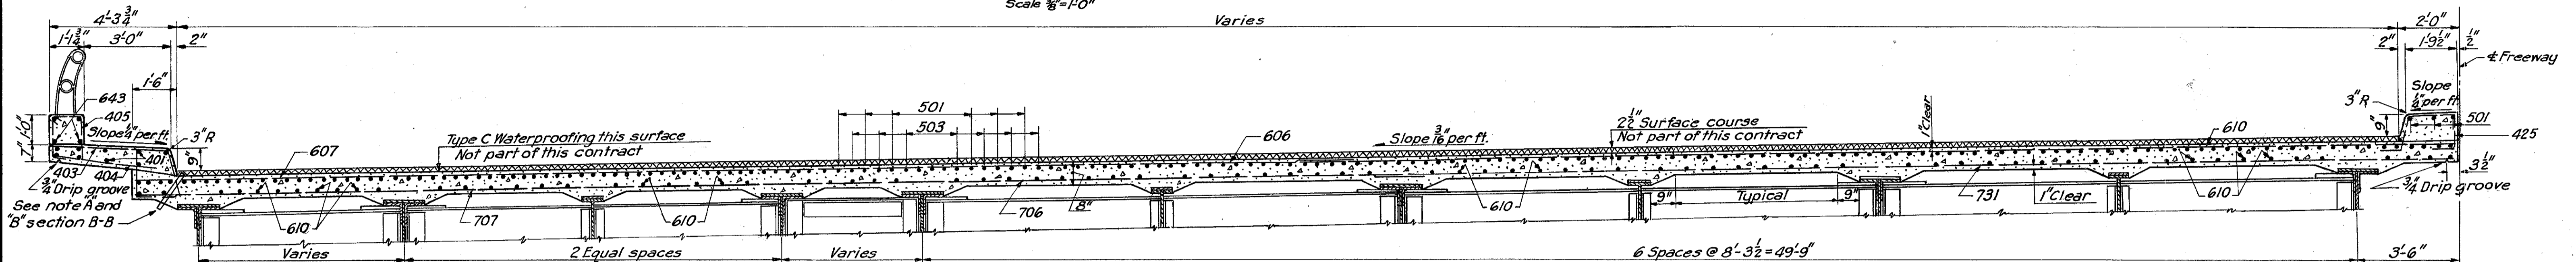 Scale ⅜"=1'-0"
4'-3¾"
Varies
2'-0"
1'-1¾"
3'-0"
2"
2"
1'-9½"
½"
℄ Freeway
1'-6"
643
405
Slope ¼" per ft.
3"R
1'-0"
7"
9"
401
403
404
¾" Drip groove
See note "A" and
"B" section B-B
607
Type C Waterproofing this surface
Not part of this contract
501
503
606
Slope 3/16" per ft.
2½" Surface course
Not part of this contract
1" Clear
610
3"R
Slope
¼" per ft.
9"
501
425
3½"
¾" Drip groove
610
707
610
706
8"
610
9"
Typical
9"
731
1" Clear
610
Varies
2 Equal spaces
Varies
6 Spaces @ 8'-3½"=49'-9"
3'-6"